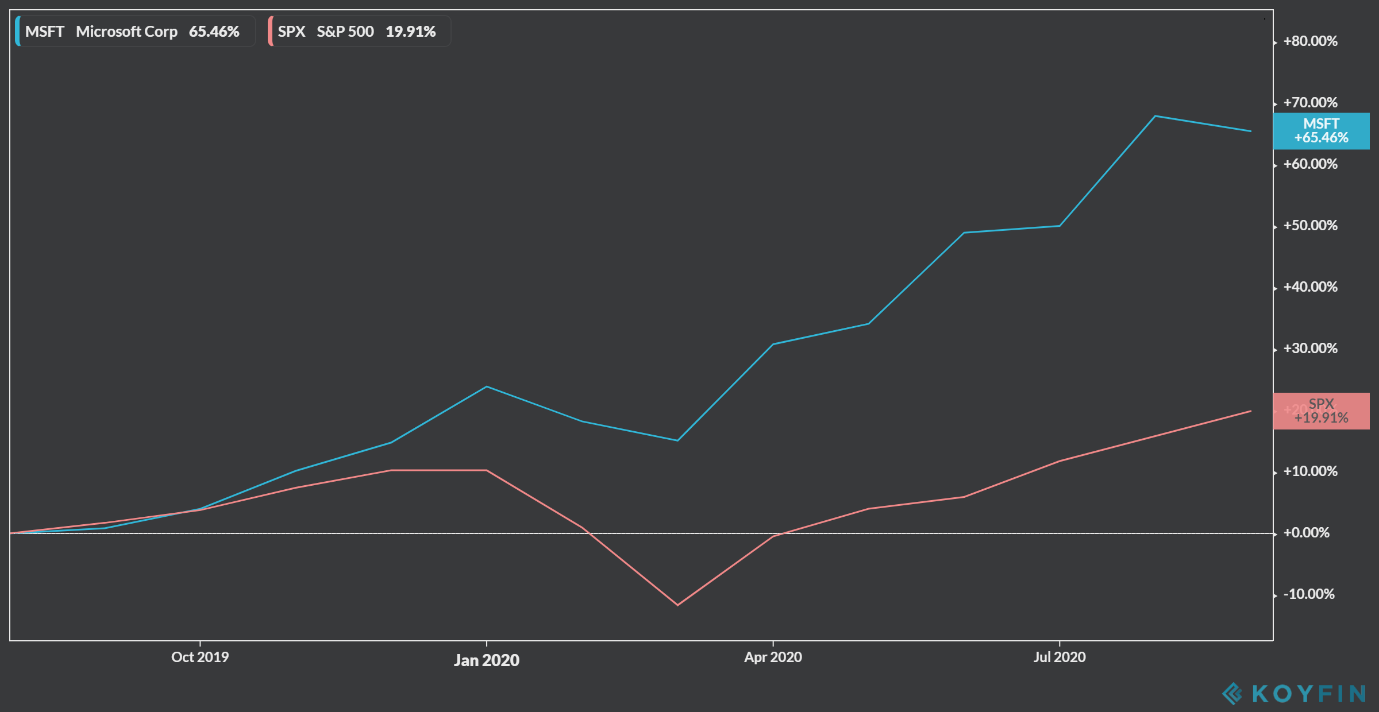 MSFT Microsoft Corp 65.46% SPX S&P 500 19.91%
+80.00%
+70.00%
MSFT
+65.46%
+60.00%
+50.00%
+40.00%
+30.00%
SPX
+19.91%
+10.00%
+0.00%
-10.00%
Oct 2019 Jan 2020 Apr 2020 Jul 2020
KOYFIN